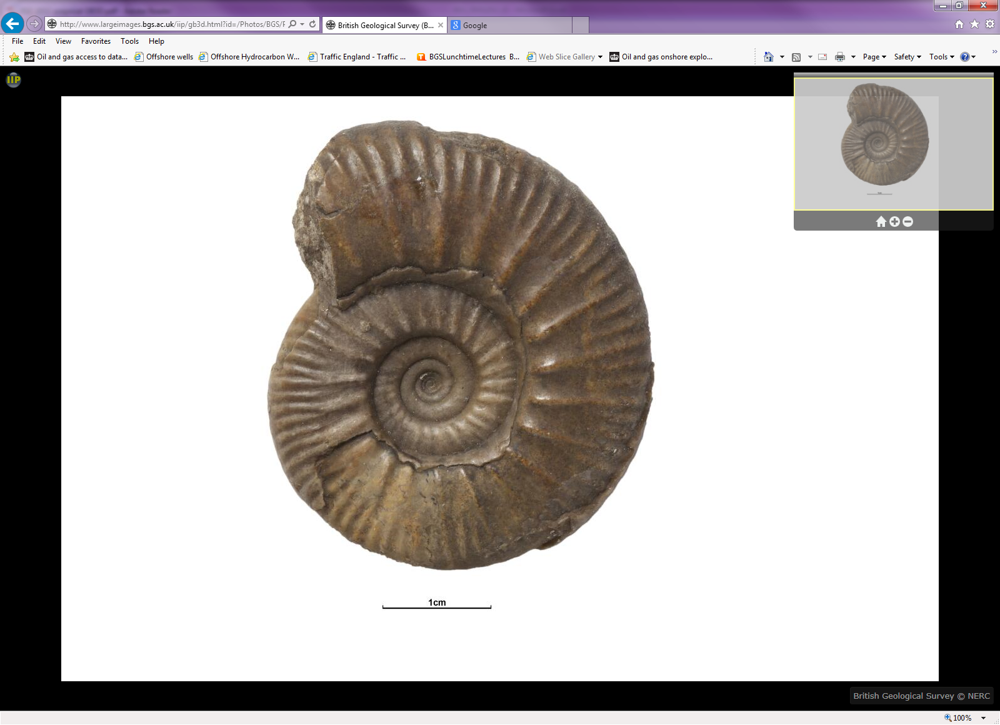 http://www.largeimages.bgs.ac.uk/iip/gb3d.html?id=/Photos/BGS/F
British Geological Survey (B...
Google
File Edit View Favorites Tools Help
Oil and gas access to data... Offshore wells Offshore Hydrocarbon W... Traffic England - Traffic ... BGSLunchtimeLectures B... Web Slice Gallery Oil and gas onshore explo... Page Safety Tools
IIP
1cm
British Geological Survey © NERC
100%